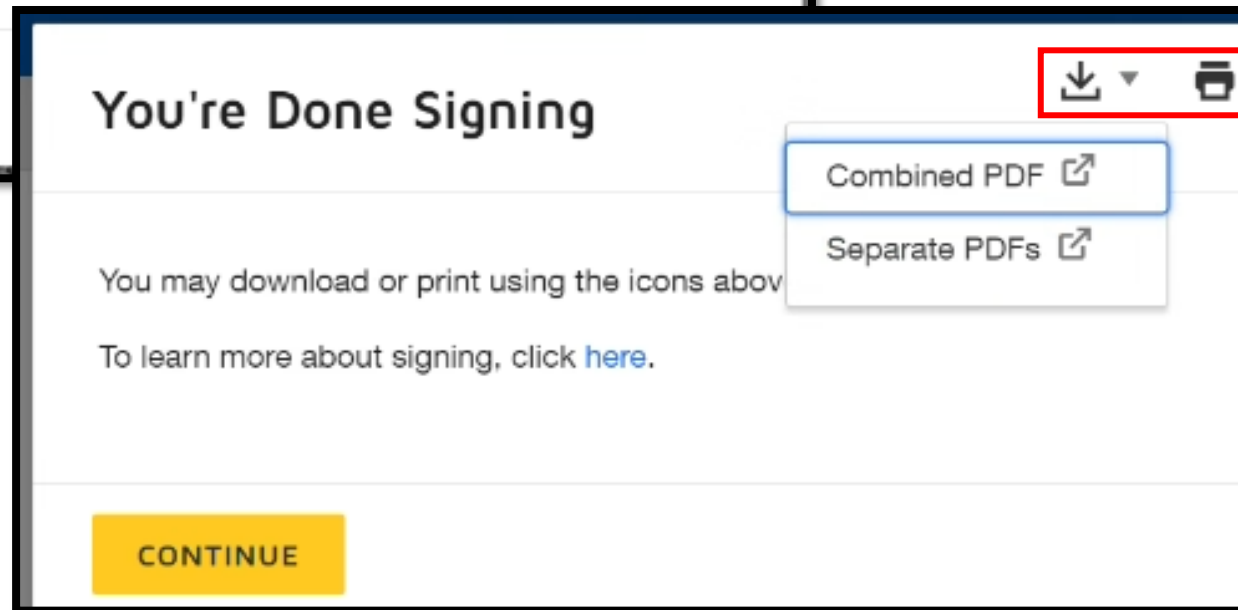 You're Done Signing
Combined PDF
Separate PDFs
You may download or print using the icons abov
To learn more about signing, click here.
CONTINUE